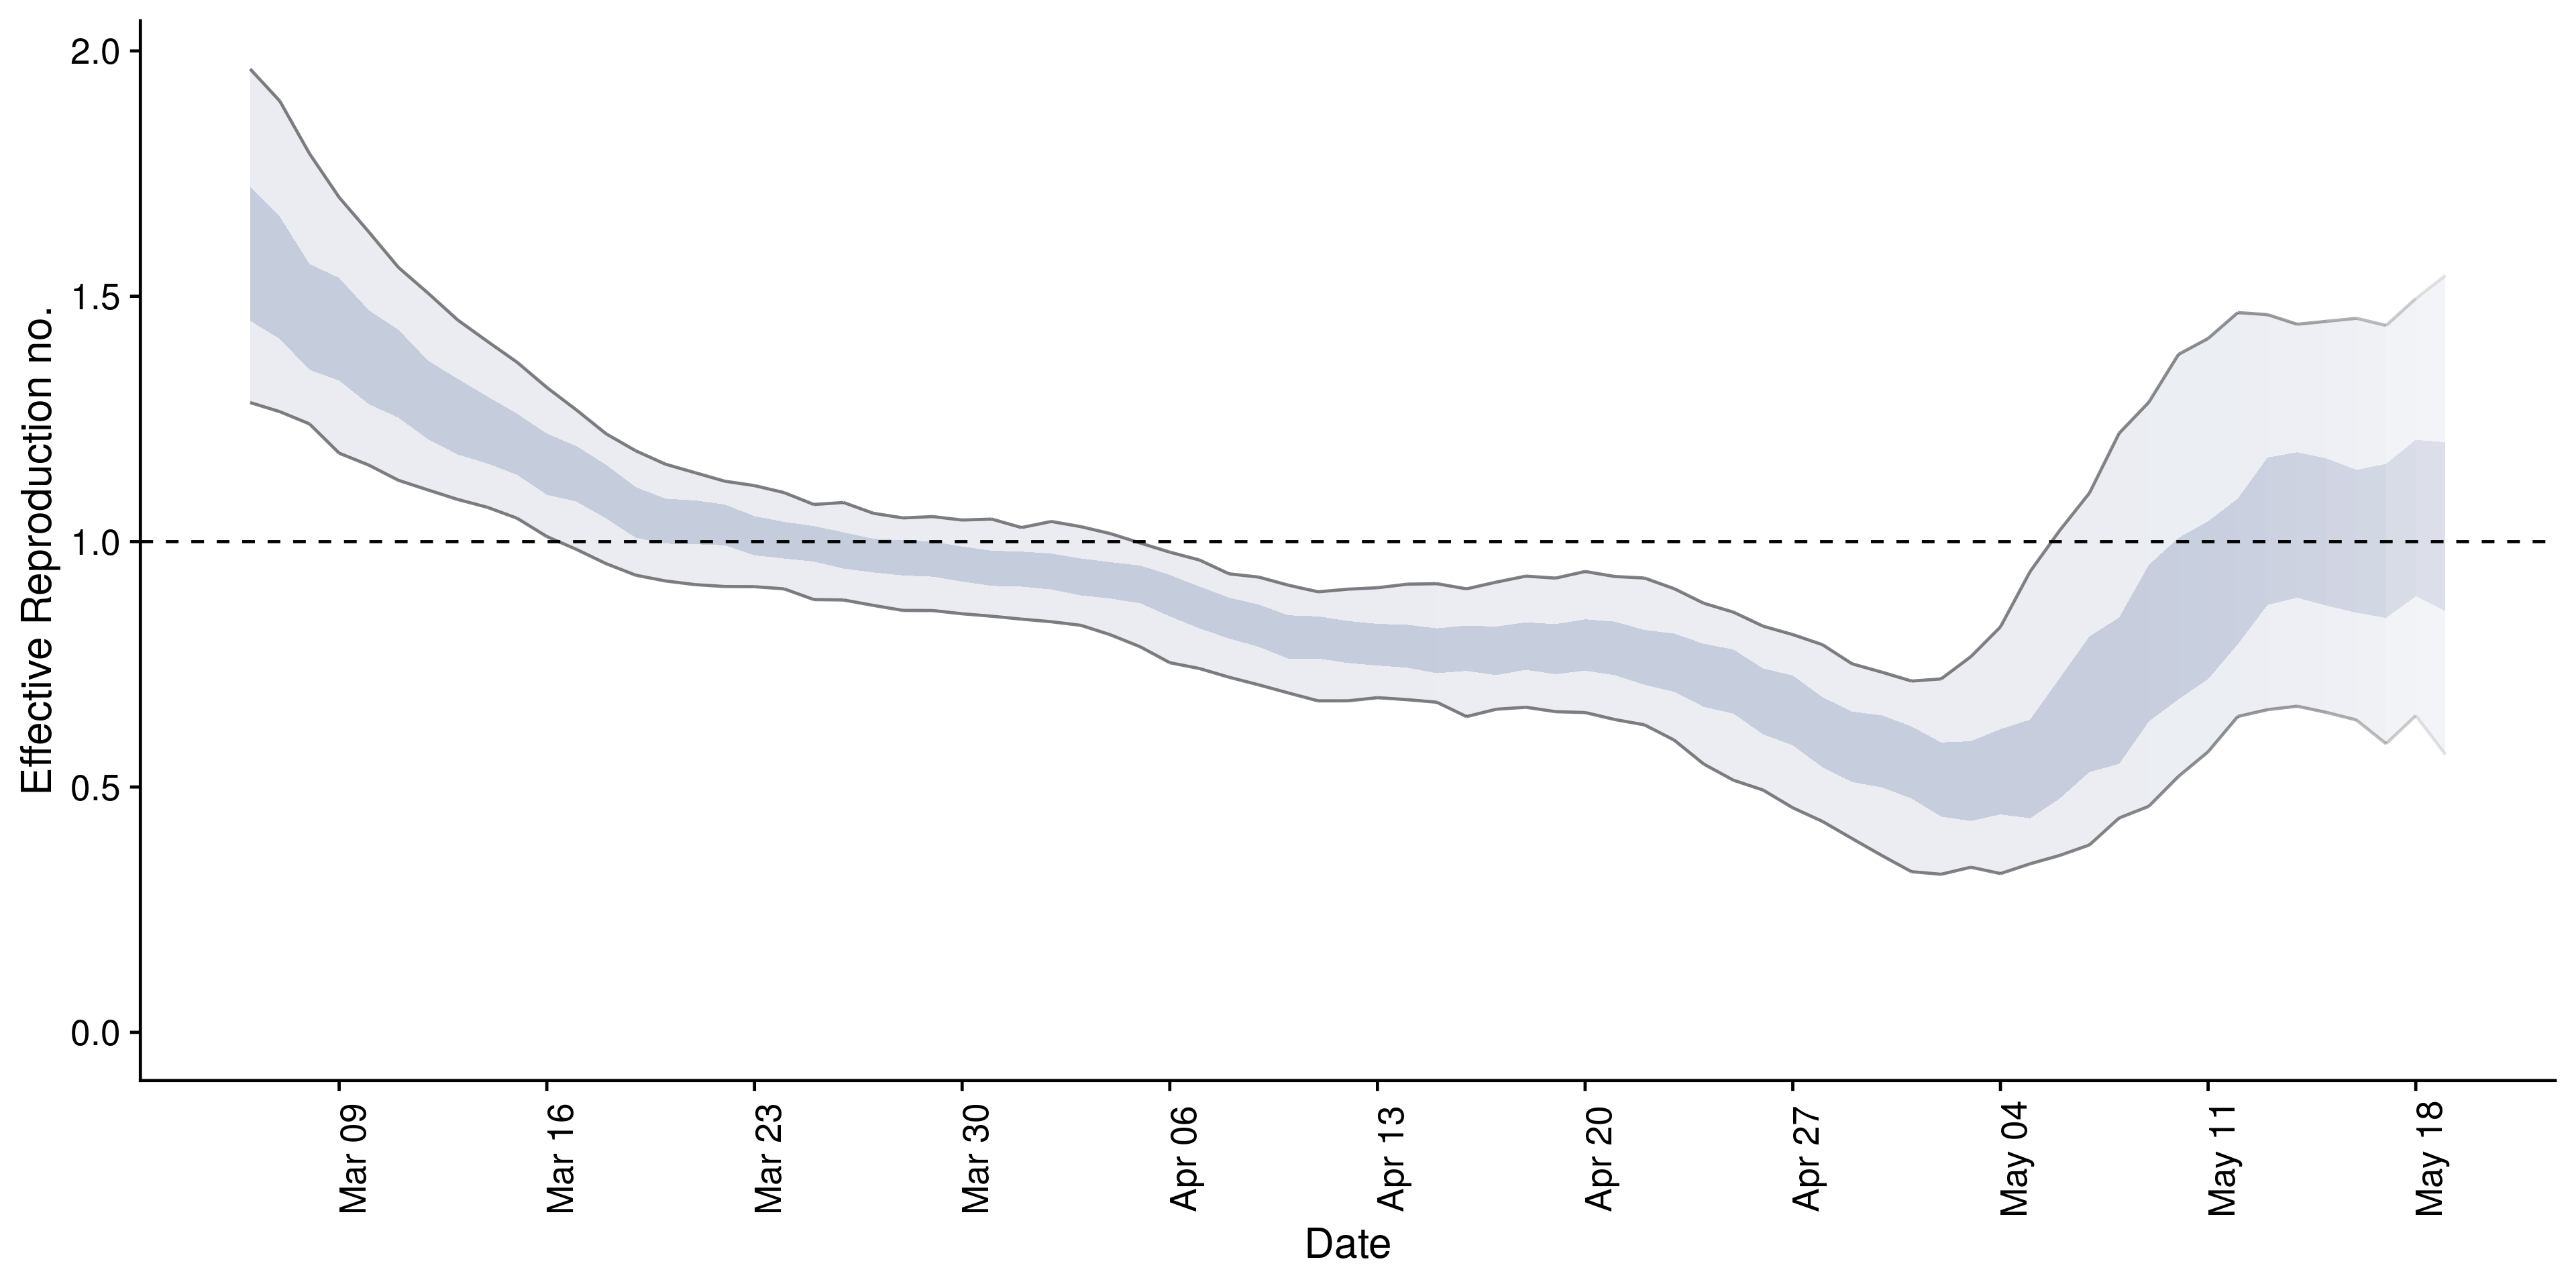 Effective Reproduction no.
2.0
1.5
1.0
0.5
0.0
Mar 09
Mar 16
Mar 23
Mar 30
Apr 06
Apr 13
Apr 20
Apr 27
May 04
May 11
May 18
Date